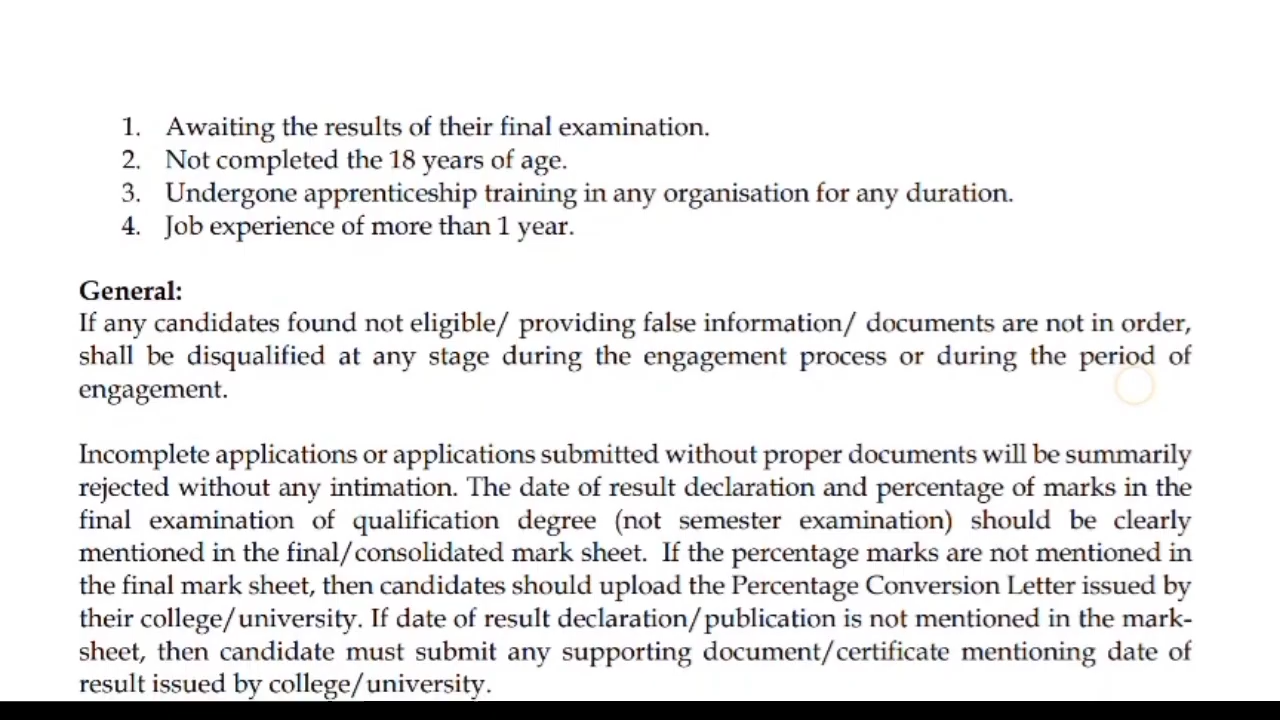 1. Awaiting the results of their final examination.
2. Not completed the 18 years of age.
3. Undergone apprenticeship training in any organisation for any duration.
4. Job experience of more than 1 year.
General:
If any candidates found not eligible/ providing false information/ documents are not in order,
shall be disqualified at any stage during the engagement process or during the period of
engagement.
Incomplete applications or applications submitted without proper documents will be summarily
rejected without any intimation. The date of result declaration and percentage of marks in the
final examination of qualification degree (not semester examination) should be clearly
mentioned in the final/consolidated mark sheet. If the percentage marks are not mentioned in
the final mark sheet, then candidates should upload the Percentage Conversion Letter issued by
their college/university. If date of result declaration/publication is not mentioned in the mark-
sheet, then candidate must submit any supporting document/certificate mentioning date of
result issued by college/university.